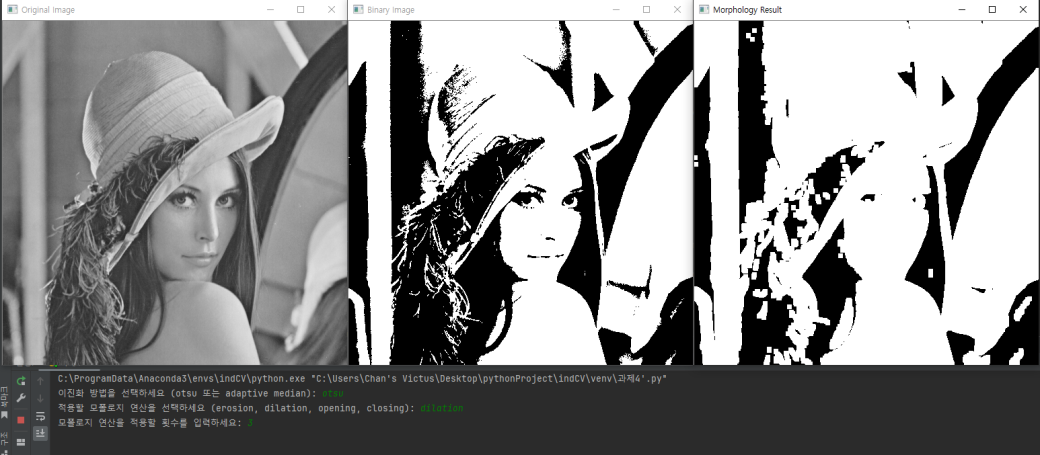 Original Image
Binary Image
Morphology Result
C:\ProgramData\Anaconda3\envs\indCV\python.exe "C:\Users\Chan's Victus\Desktop\pythonProject\indCV\venv\과제4'.py"
이진화 방법을 선택하세요 (otsu 또는 adaptive median): otsu
적용할 모폴로지 연산을 선택하세요 (erosion, dilation, opening, closing): dilation
모폴로지 연산을 적용할 횟수를 입력하세요: 3